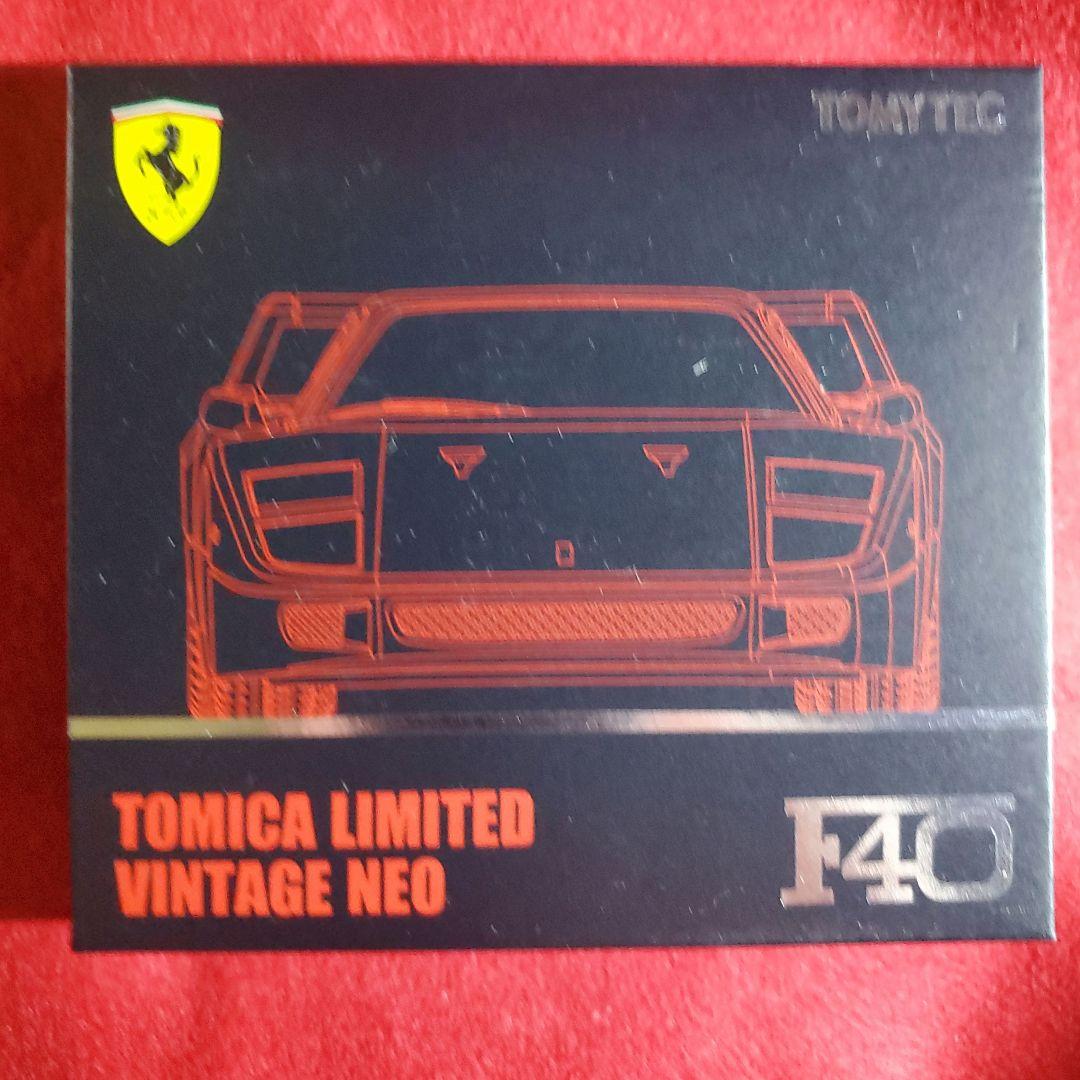 TOMYTEC
TOMICA LIMITED
VINTAGE NEO
F40